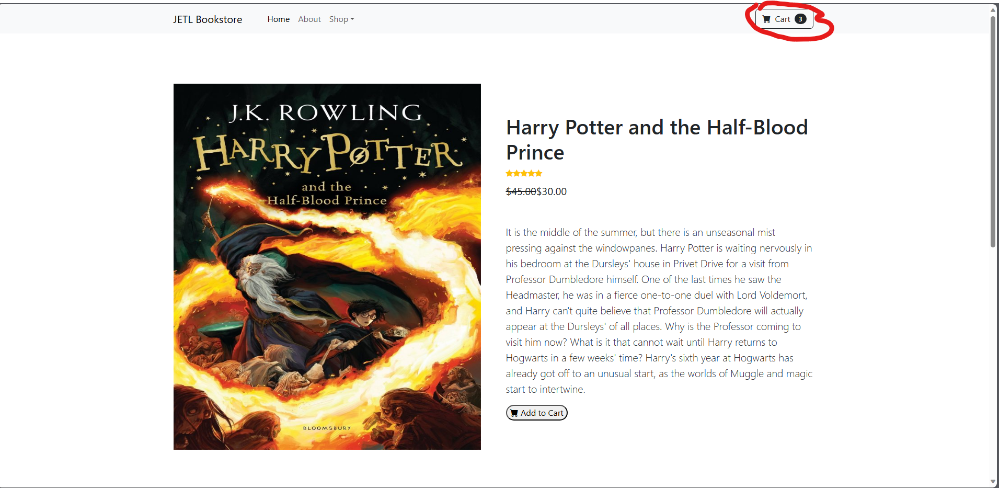 JETL Bookstore Home About Shop Cart 3
J.K. ROWLING
HARRY POTTER
and the
Half-Blood Prince
BLOOMSBURY
Harry Potter and the Half-Blood
Prince
$45.00$30.00
It is the middle of the summer, but there is an unseasonal mist
pressing against the windowpanes. Harry Potter is waiting nervously in
his bedroom at the Dursleys' house in Privet Drive for a visit from
Professor Dumbledore himself. One of the last times he saw the
Headmaster, he was in a fierce one-to-one duel with Lord Voldemort,
and Harry can't quite believe that Professor Dumbledore will actually
appear at the Dursleys' of all places. Why is the Professor coming to
visit him now? What is it that cannot wait until Harry returns to
Hogwarts in a few weeks' time? Harry's sixth year at Hogwarts has
already got off to an unusual start, as the worlds of Muggle and magic
start to intertwine.
Add to Cart